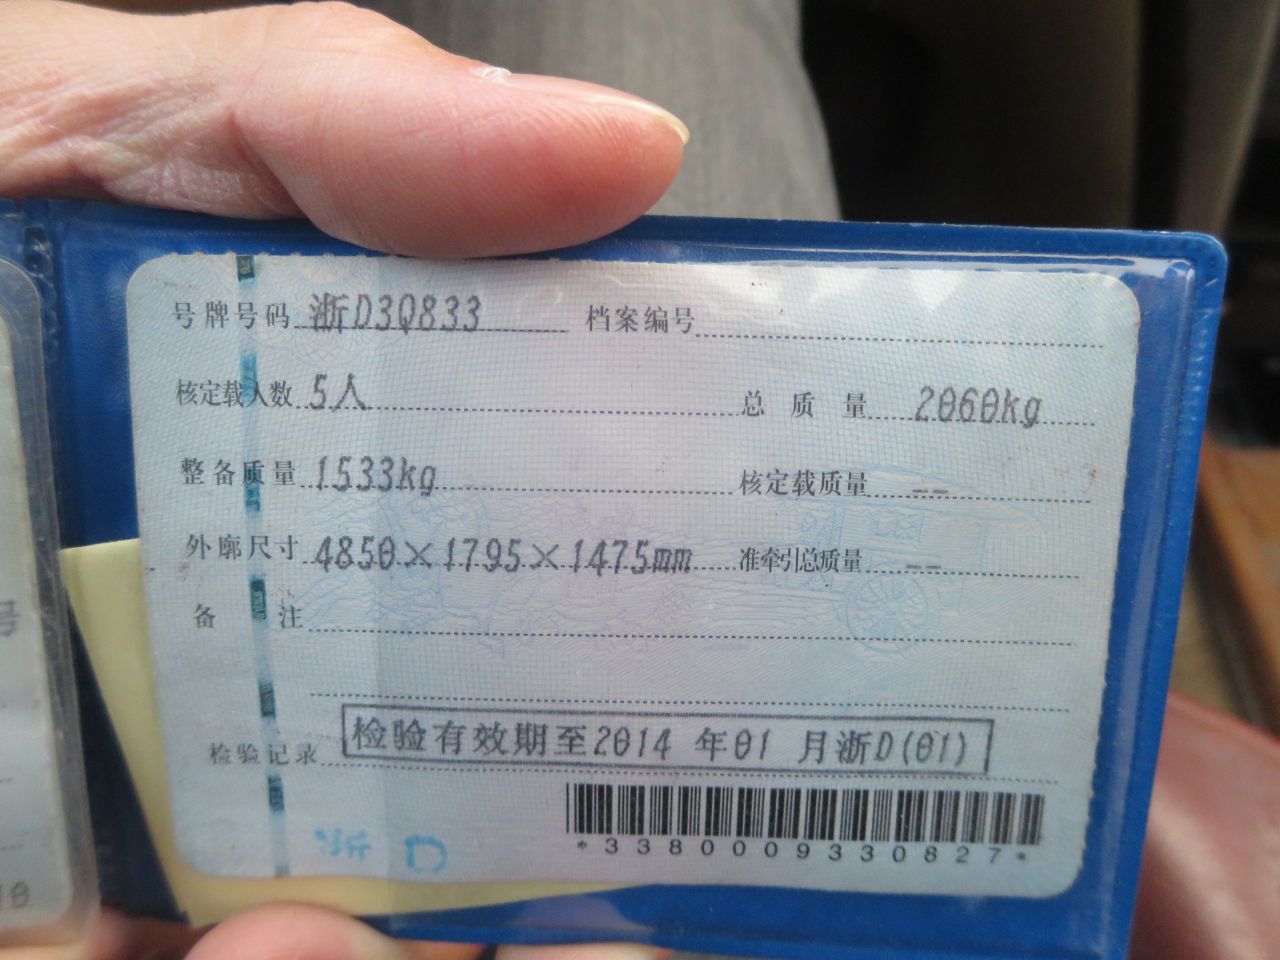 号牌号码 浙D3Q833 档案编号
核定载人数 5人 总质量 2060kg
整备质量 1533kg 核定载质量 --
外廓尺寸 4850×1795×1475mm 准牵引总质量 --
备注
检验记录 检验有效期至2014 年01 月浙D(01)
*3380009330827*
浙 D
号